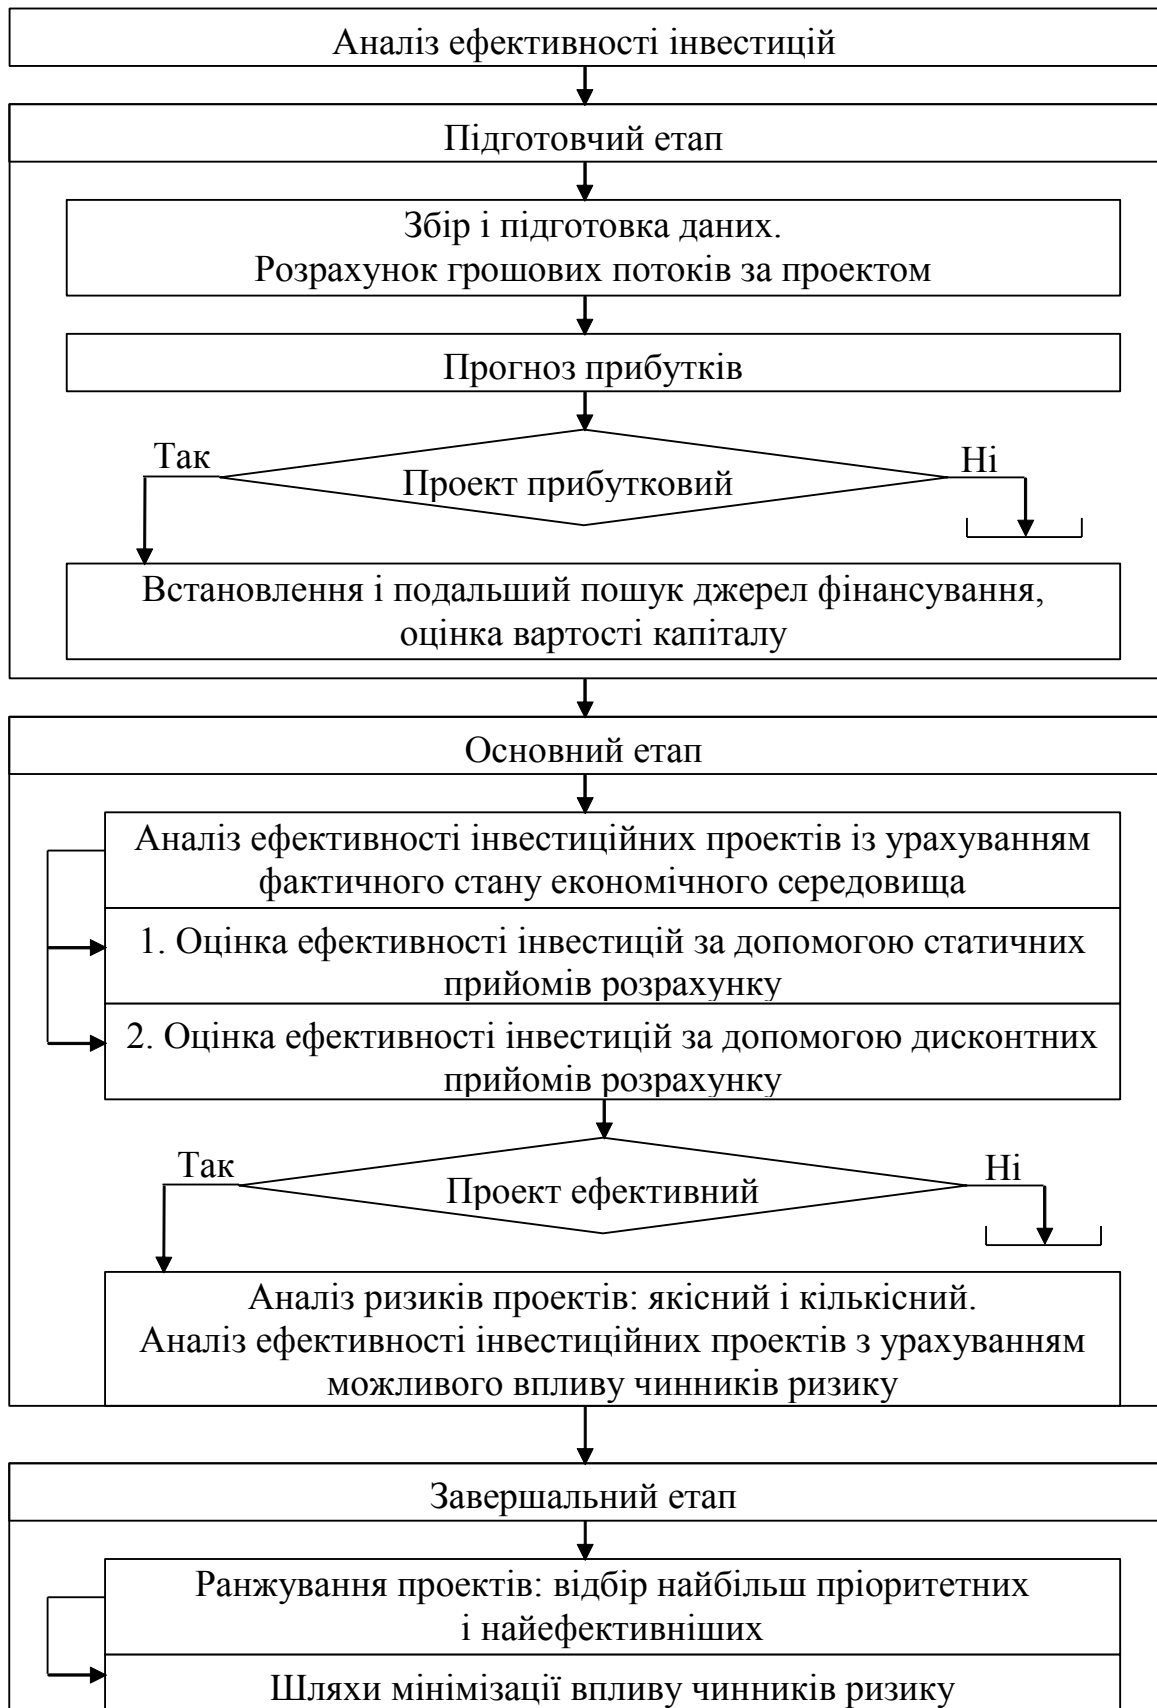 Аналіз ефективності інвестицій
Підготовчий етап
Збір і підготовка даних.
Розрахунок грошових потоків за проектом
Прогноз прибутків
Так
Ні
Проект прибутковий
Встановлення і подальший пошук джерел фінансування,
оцінка вартості капіталу
Основний етап
Аналіз ефективності інвестиційних проектів із урахуванням
фактичного стану економічного середовища
1. Оцінка ефективності інвестицій за допомогою статичних
прийомів розрахунку
2. Оцінка ефективності інвестицій за допомогою дисконтних
прийомів розрахунку
Так
Ні
Проект ефективний
Аналіз ризиків проектів: якісний і кількісний.
Аналіз ефективності інвестиційних проектів з урахуванням
можливого впливу чинників ризику
Завершальний етап
Ранжування проектів: відбір найбільш пріоритетних
і найефективніших
Шляхи мінімізації впливу чинників ризику